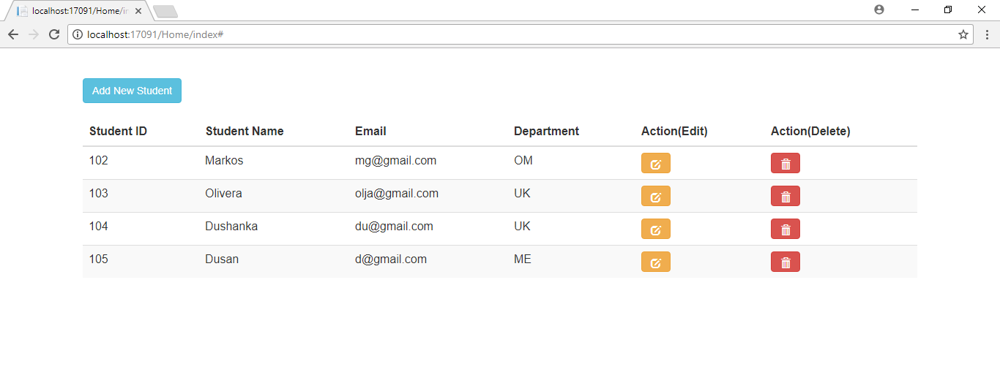 localhost:17091/Home/in
localhost:17091/Home/index#
Add New Student
Student ID Student Name Email Department Action(Edit) Action(Delete)
102 Markos mg@gmail.com OM
103 Olivera olja@gmail.com UK
104 Dushanka du@gmail.com UK
105 Dusan d@gmail.com ME